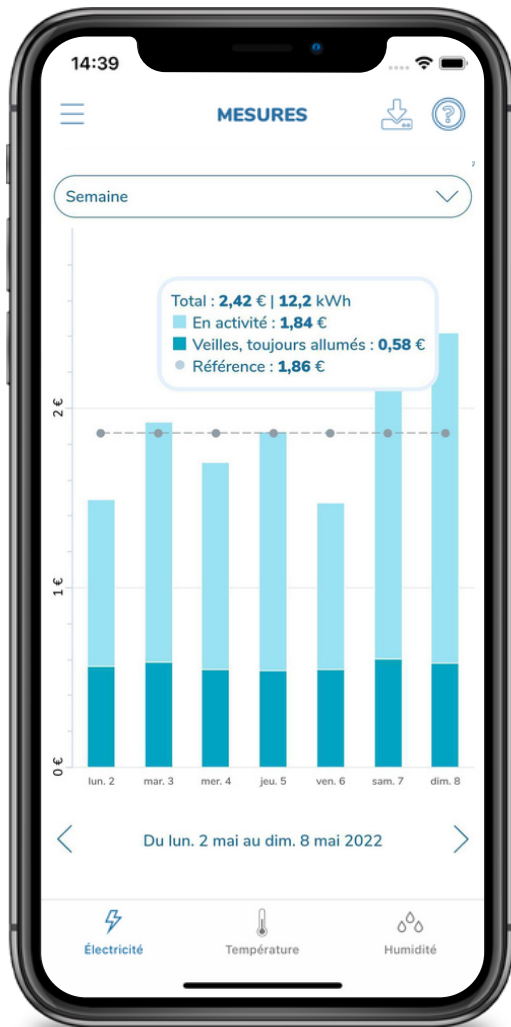 14:39
MESURES
?
Semaine
Total : 2,42 € | 12,2 kWh
En activité : 1,84 €
Veilles, toujours allumés : 0,58 €
Référence : 1,86 €
2 €
1 €
0 €
lun. 2 mar. 3 mer. 4 jeu. 5 ven. 6 sam. 7 dim. 8
Du lun. 2 mai au dim. 8 mai 2022
Électricité Température Humidité